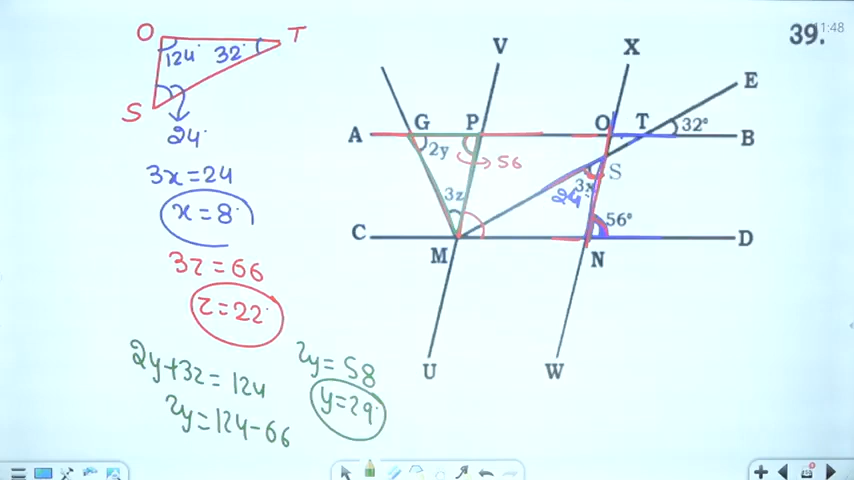 11:48
39.
O
T
124°
32°
S
24°
3x = 24
x = 8°
3z = 66
z = 22°
2y + 3z = 124
2y = 124 - 66
2y = 58
y = 29°
V
X
E
A
G
P
O
T
32°
B
2y
56
S
3x
24°
3z
56°
C
M
N
D
U
W